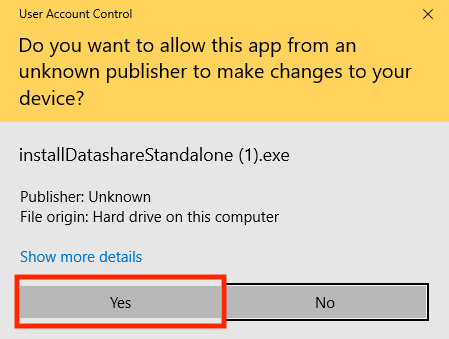 User Account Control
Do you want to allow this app from an
unknown publisher to make changes to your
device?
installDatashareStandalone (1).exe
Publisher: Unknown
File origin: Hard drive on this computer
Show more details
Yes No